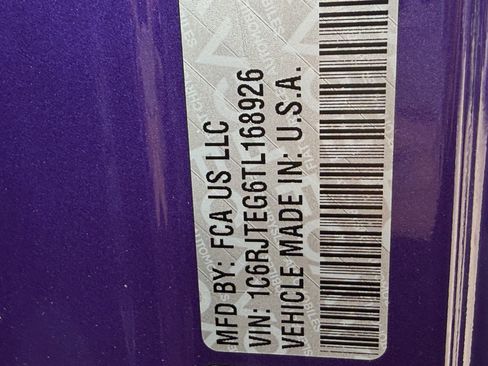 MFD BY: FCA US LLC
VIN: 1C6RJTEG6TL168926
VEHICLE MADE IN: U.S.A.